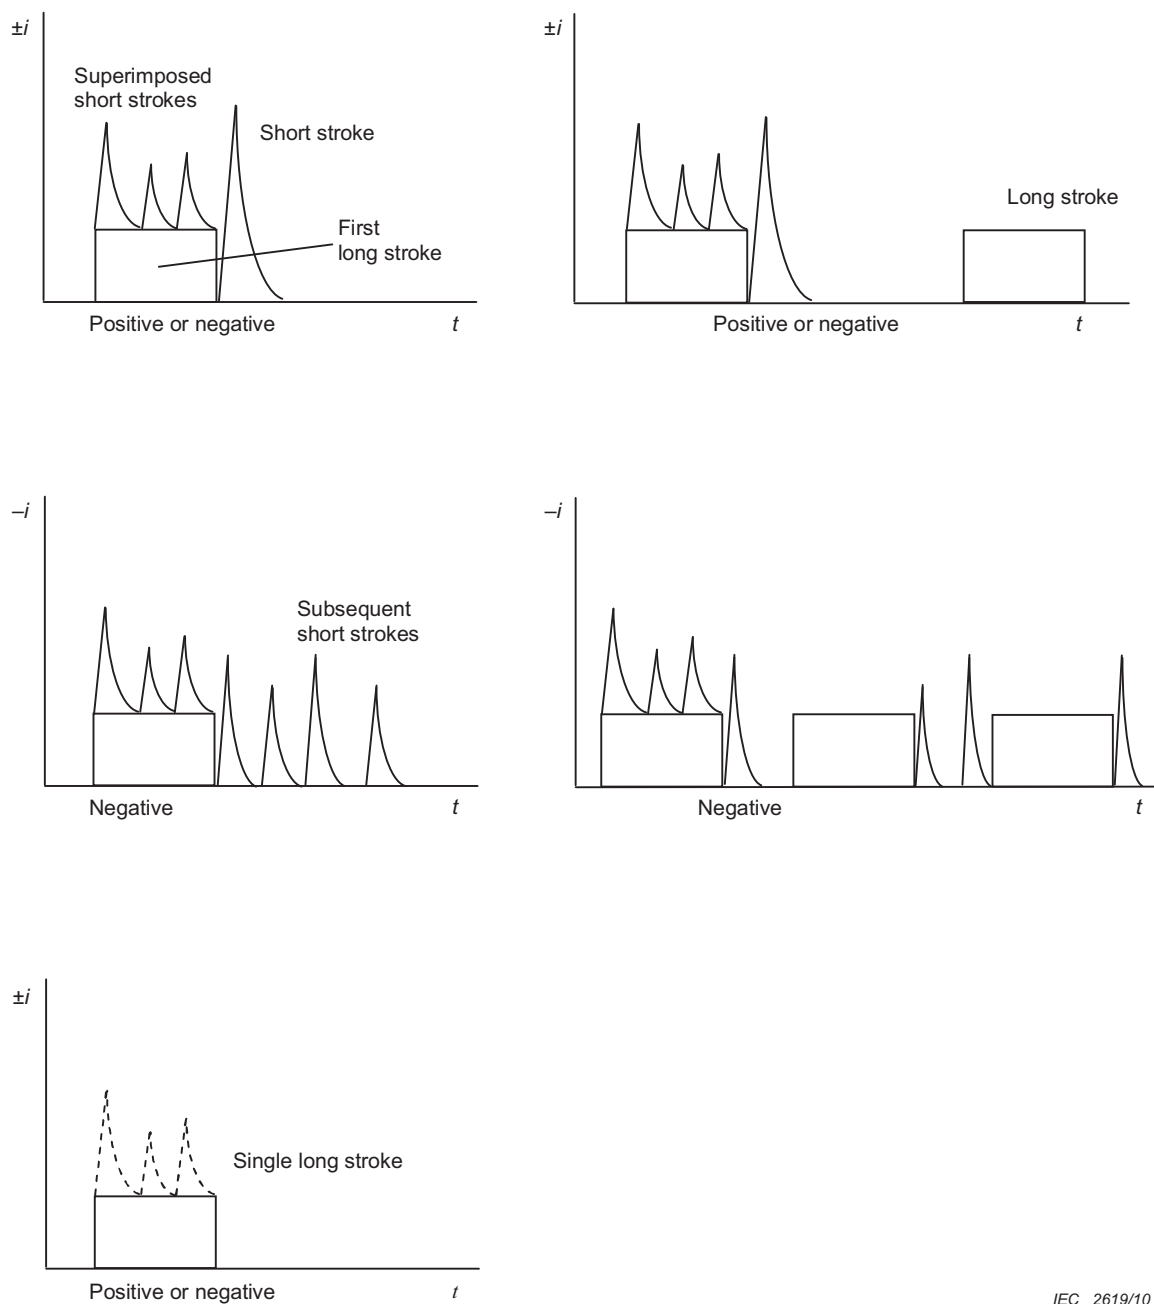 ±i
Superimposed
short strokes
Short stroke
First
long stroke
Positive or negative
t
±i
Long stroke
Positive or negative
t
–i
Subsequent
short strokes
Negative
t
–i
Negative
t
±i
Single long stroke
Positive or negative
t
IEC 2619/10